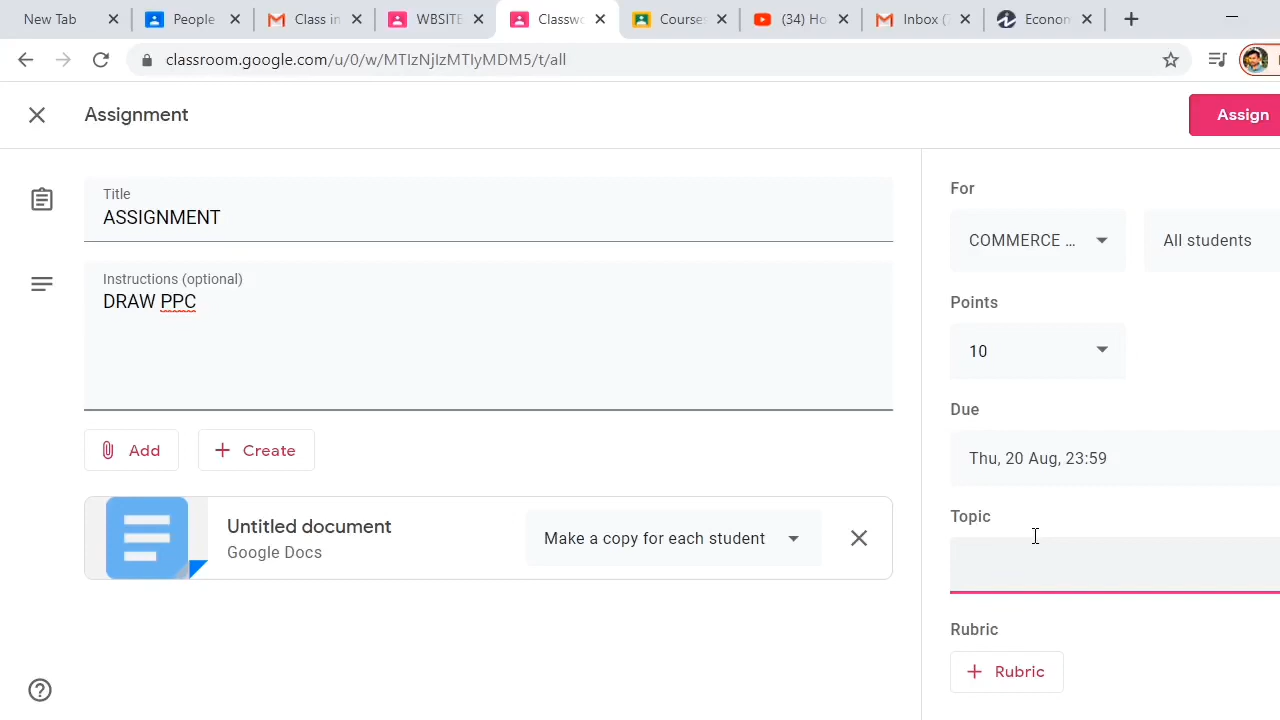 New Tab
People
Class in
WBSITE
Classwo
Course
(34) Ho
Inbox (
Econom
classroom.google.com/u/0/w/MTIzNjIzMTIyMDM5/t/all
Assignment
Assign
Title
ASSIGNMENT
Instructions (optional)
DRAW PPC
Add
Create
Untitled document
Google Docs
Make a copy for each student
For
COMMERCE ...
All students
Points
10
Due
Thu, 20 Aug, 23:59
Topic
Rubric
Rubric